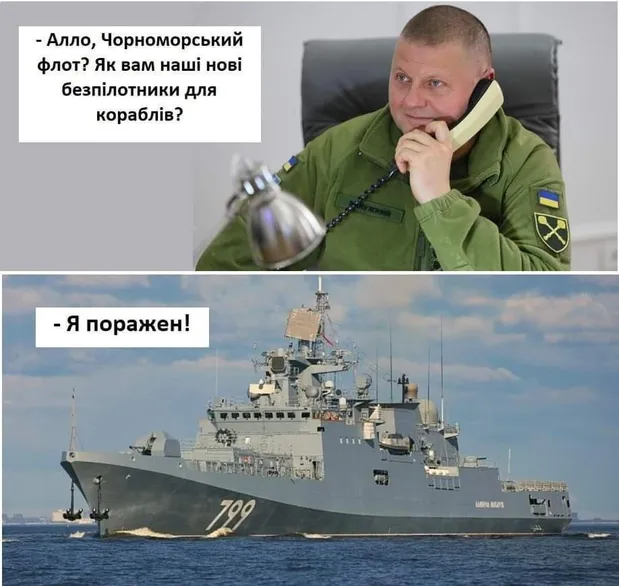 - Алло, Чорноморський
флот? Як вам наші нові
безпілотники для
кораблів?
- Я поражен!
799